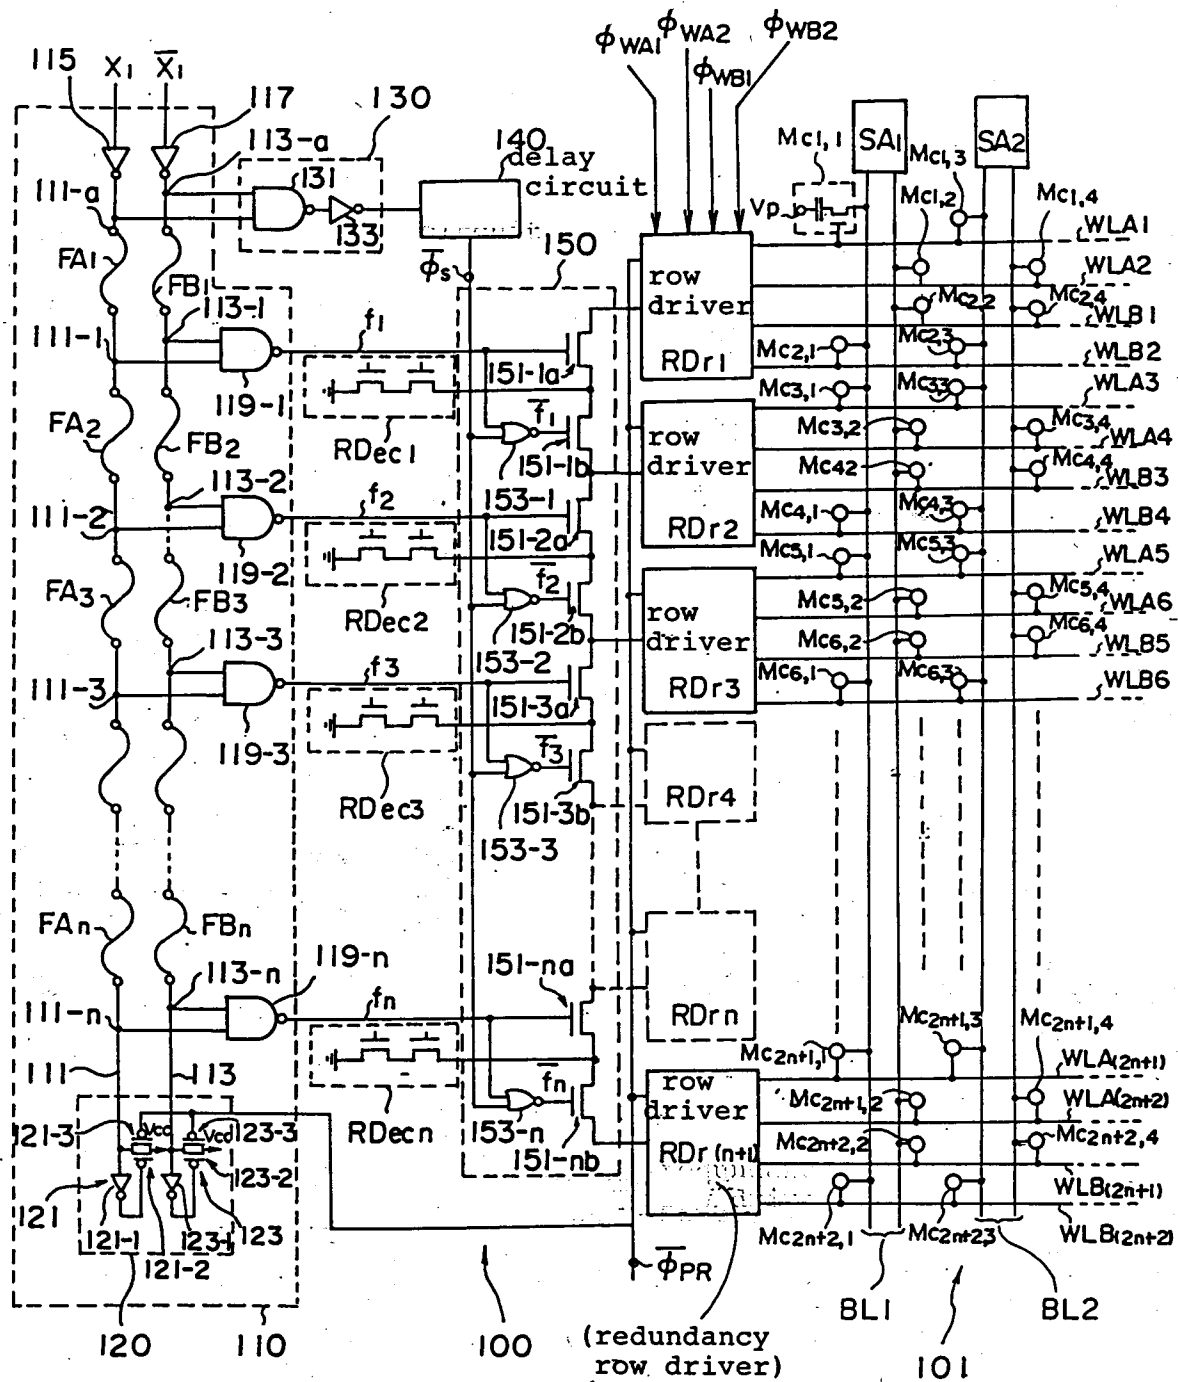 115 X1 X̄1 117 113-a 130
140
delay
circuit
ϕWA1 ϕWA2 ϕWB1 ϕWB2
Mc1,1 SA1 Mc1,3 SA2
Mc1,2 Mc1,4
111-a 131 133
Vp
WLA1
FA1 FB1 ϕ̄s 150
row
driver
RDr1
WLA2
113-1 Mc2,2 Mc2,4 WLB1
111-1 f1 Mc2,1 Mc2,3 WLB2
119-1 151-1a
Mc3,1 Mc33 WLA3
FA2 FB2 RDec1 f̄1 151-1b
row
driver
RDr2
Mc3,2 Mc3,4 WLA4
113-2 153-1 Mc42 Mc4,4 WLB3
111-2 f2 Mc4,1 Mc4,3 WLB4
119-2 151-2a
Mc5,1 Mc5,3 WLA5
FA3 FB3 RDec2 f̄2 151-2b
row
driver
RDr3
Mc5,2 Mc5,4 WLA6
113-3 153-2 Mc6,2 Mc6,4 WLB5
111-3 f3 Mc6,1 Mc6,3 WLB6
119-3 151-3a
RDec3 f̄3 151-3b RDr4
153-3
FAn FBn
119-n 151-na
113-n fn RDrn
111-n
Mc2n+1,1 Mc2n+1,3 Mc2n+1,4 WLA(2n+1)
111 113 f̄n
row
driver
RDr(n+1)
Mc2n+1,2 WLA(2n+2)
121-3 Vcc Vcc 123-3 RDecn 153-n 151-nb
Mc2n+2,2 Mc2n+2,4
123-2 WLB(2n+1)
121 121-1 123-1 123 121-2
Mc2n+2,1 Mc2n+2,3 WLB(2n+2)
ϕ̄PR
BL1 BL2
120 110 100
(redundancy
row driver)
101